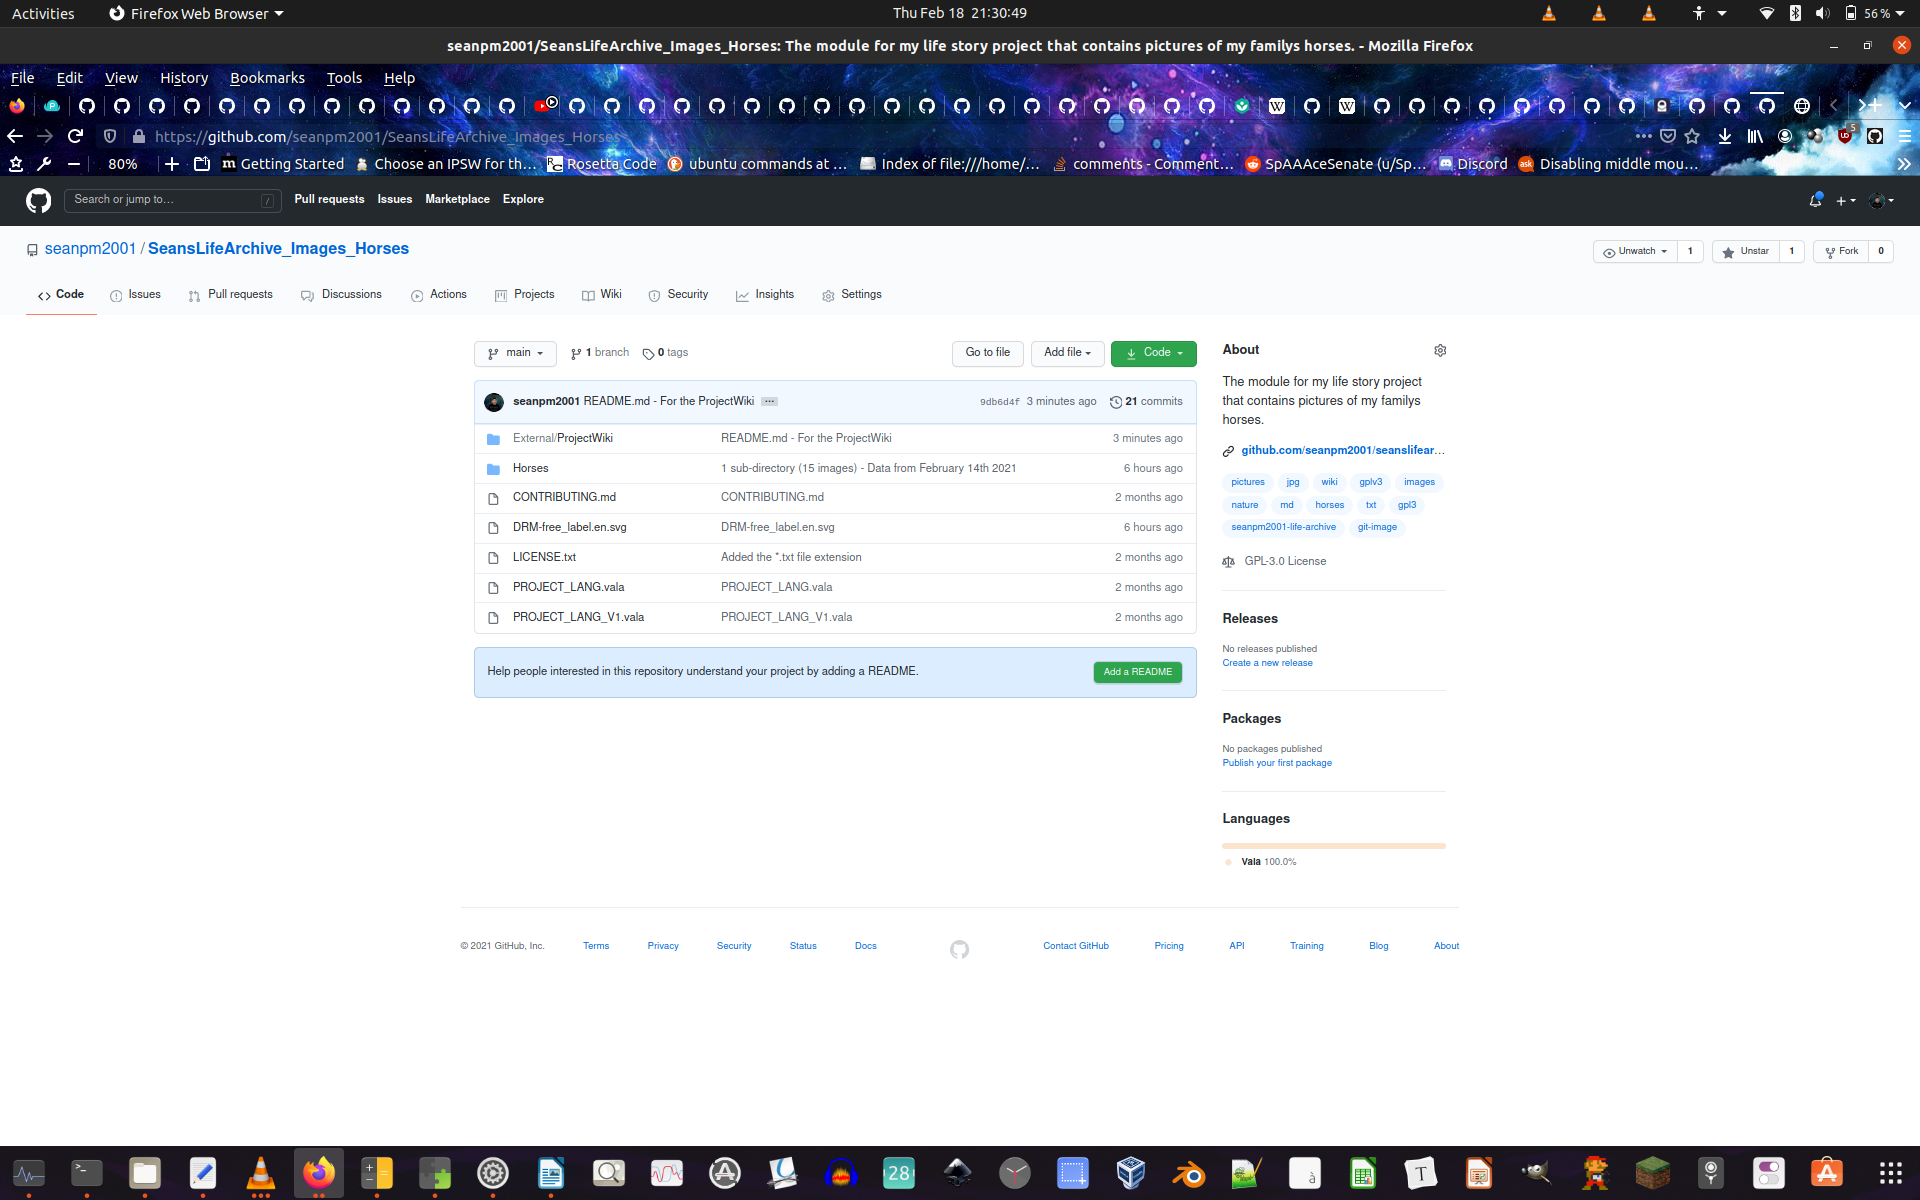 Activities Firefox Web Browser Thu Feb 18 21:30:49 56 %
seanpm2001/SeansLifeArchive_Images_Horses: The module for my life story project that contains pictures of my familys horses. - Mozilla Firefox
File Edit View History Bookmarks Tools Help
https://github.com/seanpm2001/SeansLifeArchive_Images_Horses 5
80% Getting Started Choose an IPSW for th… Rosetta Code ubuntu commands at … Index of file:///home/… comments - Comment… SpAAAceSenate (u/Sp… Discord Disabling middle mou…
Search or jump to… / Pull requests Issues Marketplace Explore
seanpm2001 / SeansLifeArchive_Images_Horses Unwatch 1 Unstar 1 Fork 0
Code Issues Pull requests Discussions Actions Projects Wiki Security Insights Settings
main 1 branch 0 tags Go to file Add file Code
seanpm2001 README.md - For the ProjectWiki ... 9db6d4f 3 minutes ago 21 commits
External/ProjectWiki README.md - For the ProjectWiki 3 minutes ago
Horses 1 sub-directory (15 images) - Data from February 14th 2021 6 hours ago
CONTRIBUTING.md CONTRIBUTING.md 2 months ago
DRM-free_label.en.svg DRM-free_label.en.svg 6 hours ago
LICENSE.txt Added the *.txt file extension 2 months ago
PROJECT_LANG.vala PROJECT_LANG.vala 2 months ago
PROJECT_LANG_V1.vala PROJECT_LANG_V1.vala 2 months ago
Help people interested in this repository understand your project by adding a README. Add a README
About
The module for my life story project
that contains pictures of my familys
horses.
github.com/seanpm2001/seanslifear...
pictures jpg wiki gplv3 images
nature md horses txt gpl3
seanpm2001-life-archive git-image
GPL-3.0 License
Releases
No releases published
Create a new release
Packages
No packages published
Publish your first package
Languages
Vala 100.0%
© 2021 GitHub, Inc. Terms Privacy Security Status Docs Contact GitHub Pricing API Training Blog About
28